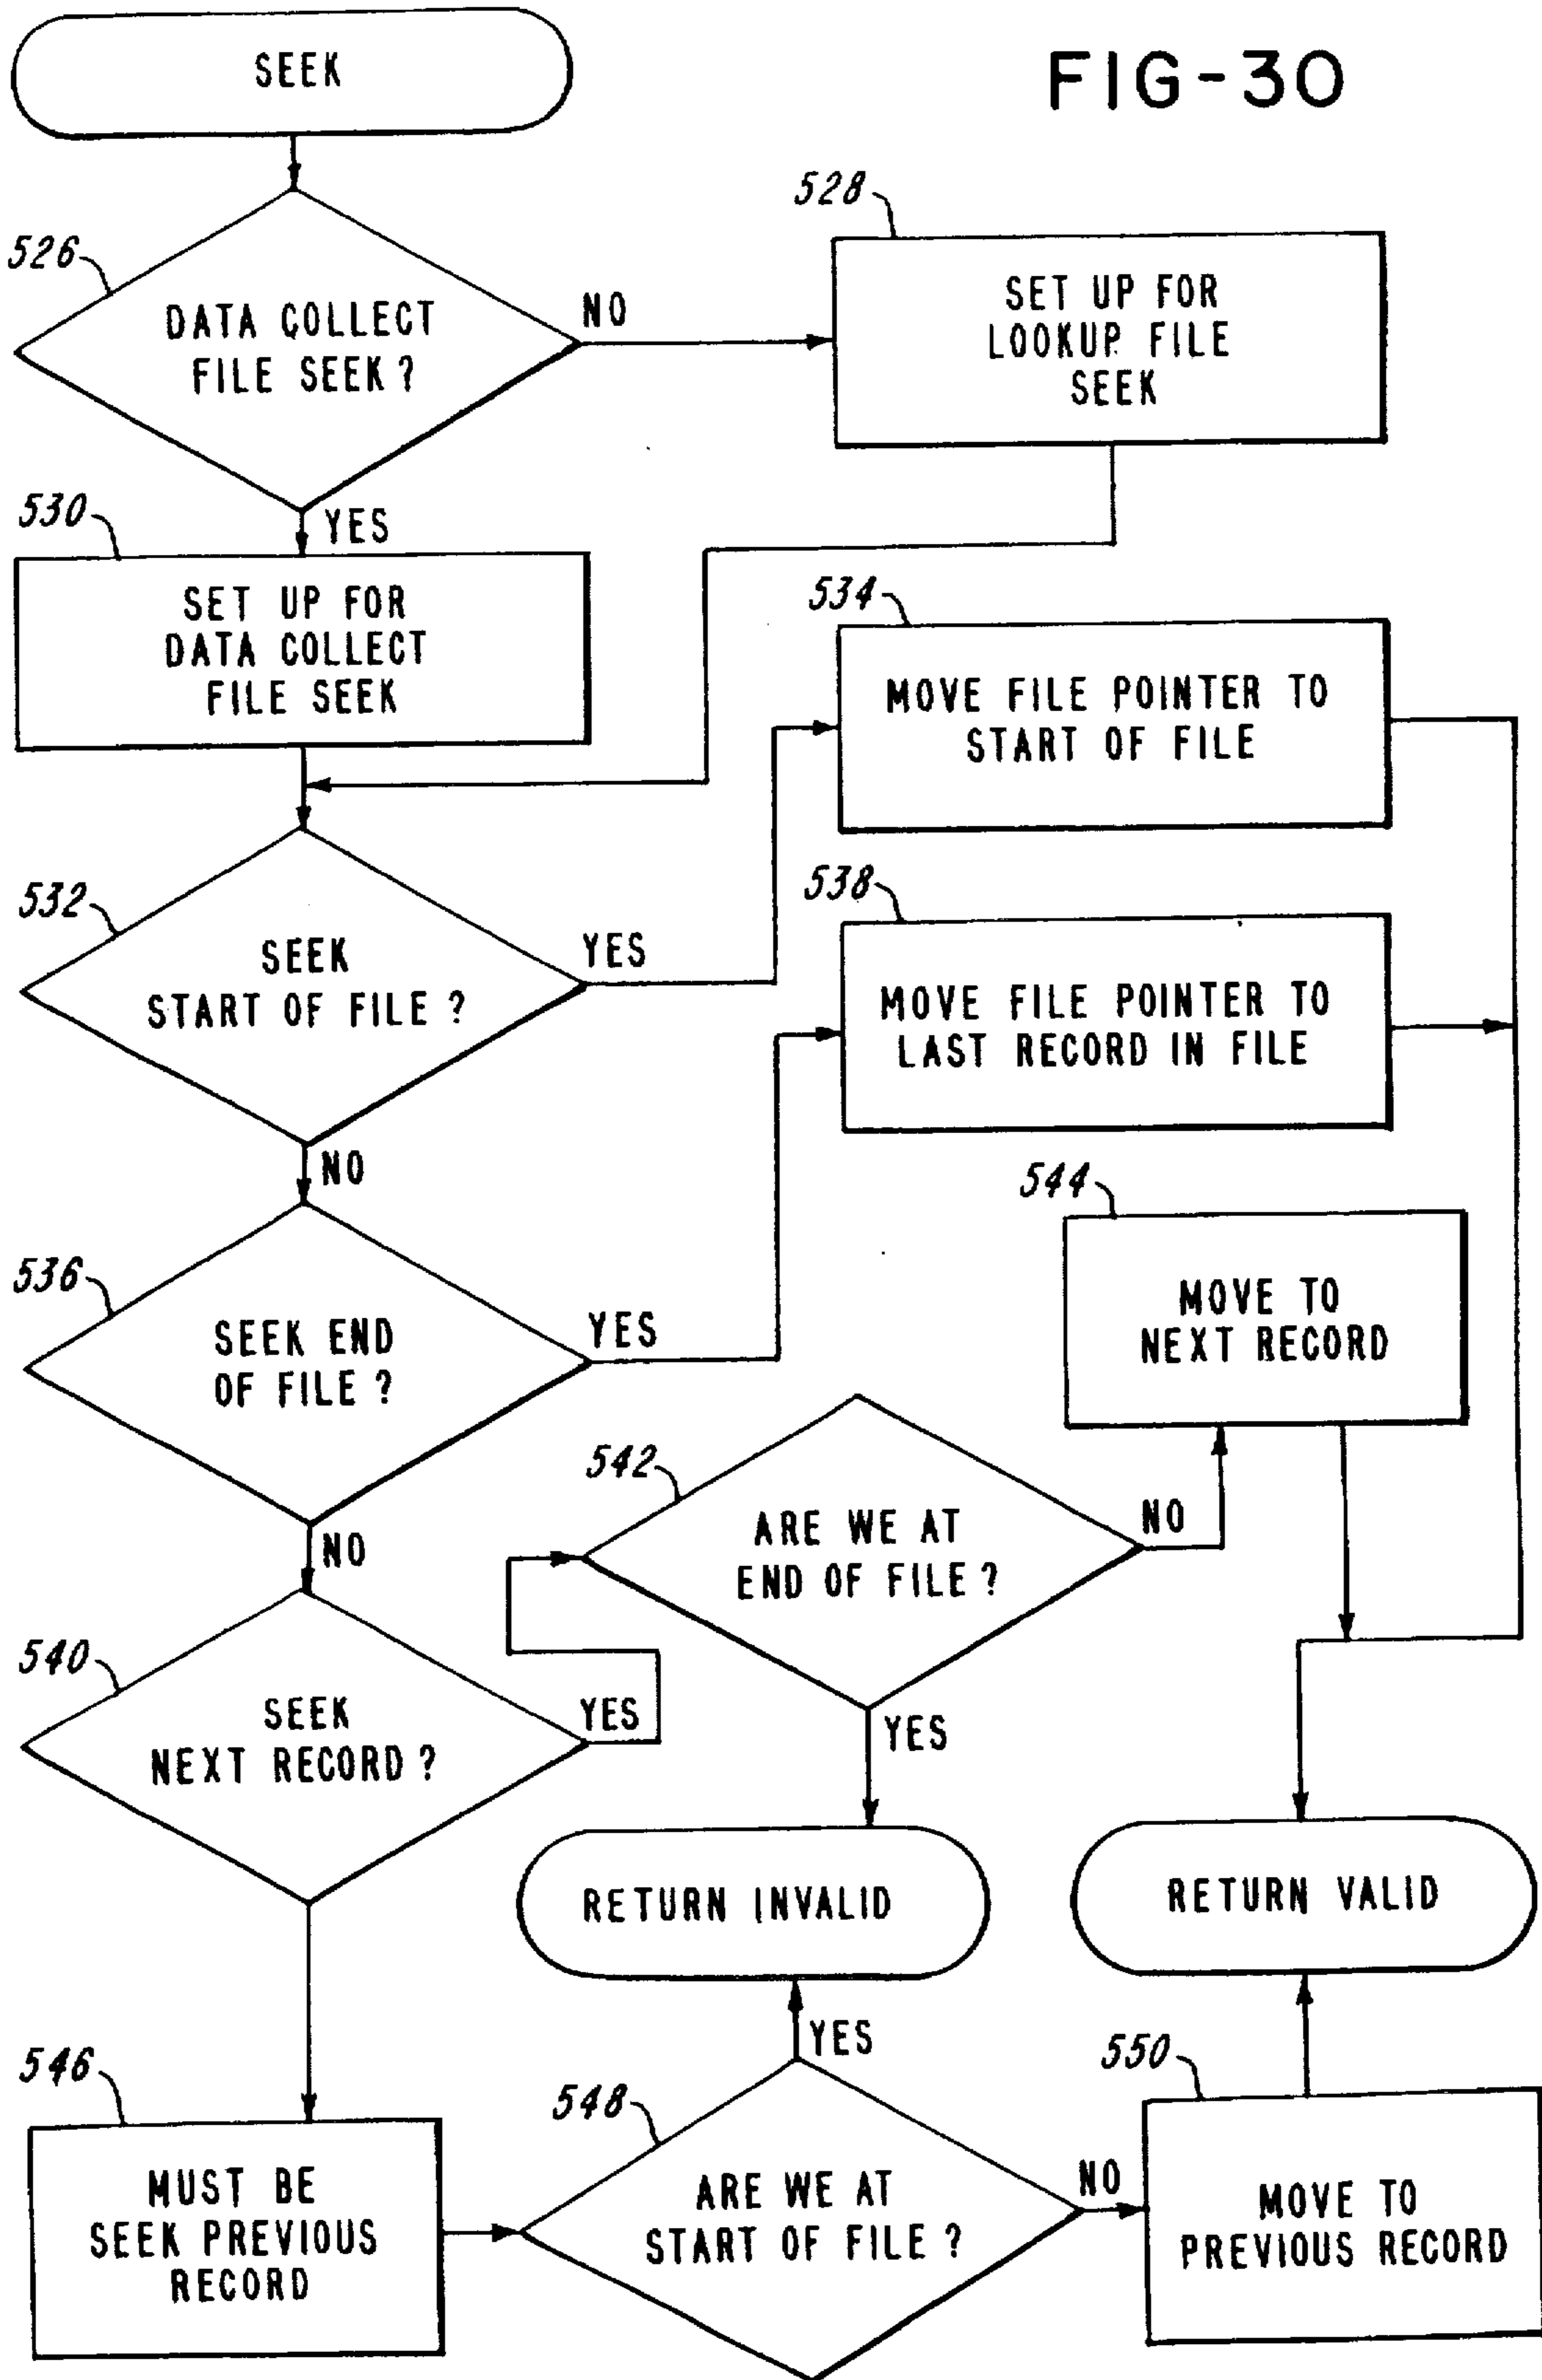 SEEK
FIG-30
526
DATA COLLECT
FILE SEEK?
NO
528
SET UP FOR
LOOKUP FILE
SEEK
YES
530
SET UP FOR
DATA COLLECT
FILE SEEK
534
MOVE FILE POINTER TO
START OF FILE
532
SEEK
START OF FILE?
YES
538
MOVE FILE POINTER TO
LAST RECORD IN FILE
NO
536
SEEK END
OF FILE?
YES
544
MOVE TO
NEXT RECORD
542
ARE WE AT
END OF FILE?
NO
NO
540
SEEK
NEXT RECORD?
YES
YES
RETURN INVALID
RETURN VALID
546
MUST BE
SEEK PREVIOUS
RECORD
YES
548
ARE WE AT
START OF FILE?
NO
550
MOVE TO
PREVIOUS RECORD